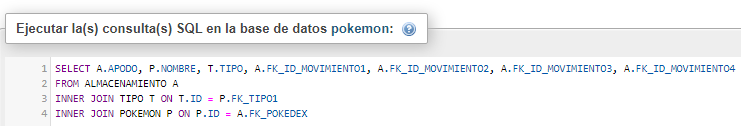 Ejecutar la(s) consulta(s) SQL en la base de datos pokemon:
1 SELECT A.APODO, P.NOMBRE, T.TIPO, A.FK_ID_MOVIMIENTO1, A.FK_ID_MOVIMIENTO2, A.FK_ID_MOVIMIENTO3, A.FK_ID_MOVIMIENTO4
2 FROM ALMACENAMIENTO A
3 INNER JOIN TIPO T ON T.ID = P.FK_TIPO1
4 INNER JOIN POKEMON P ON P.ID = A.FK_POKEDEX